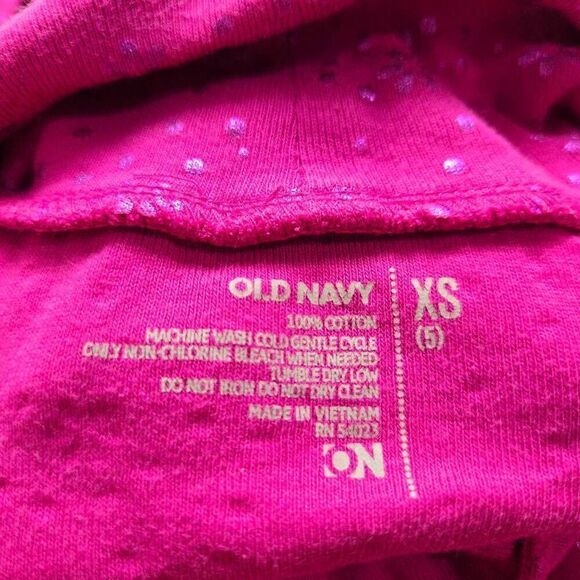 OLD NAVY
100% COTTON
MACHINE WASH COLD GENTLE CYCLE
ONLY NON-CHLORINE BLEACH WHEN NEEDED
TUMBLE DRY LOW
DO NOT IRON DO NOT DRY CLEAN
MADE IN VIETNAM
RN 54023
ON
XS
(5)